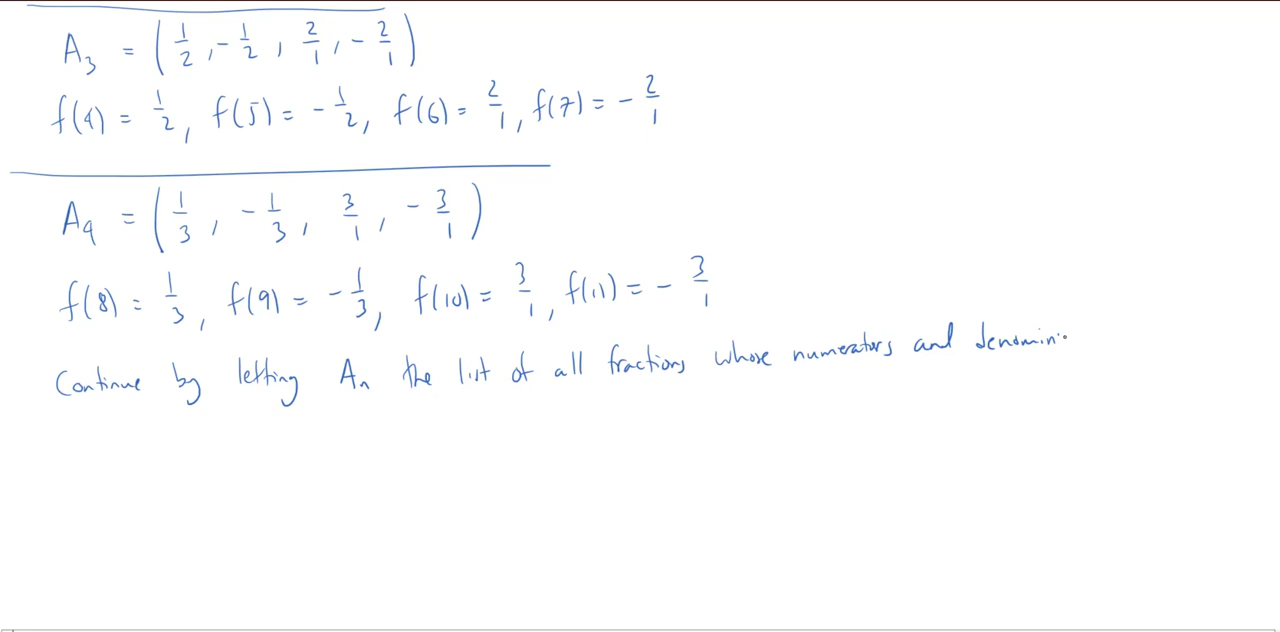 A₃ = (1/2, -1/2, 2/1, -2/1)
f(4) = 1/2, f(5) = -1/2, f(6) = 2/1, f(7) = -2/1
A₄ = (1/3, -1/3, 3/1, -3/1)
f(8) = 1/3, f(9) = -1/3, f(10) = 3/1, f(11) = -3/1
Continue by letting Aₙ the list of all fractions whose numerators and denomin